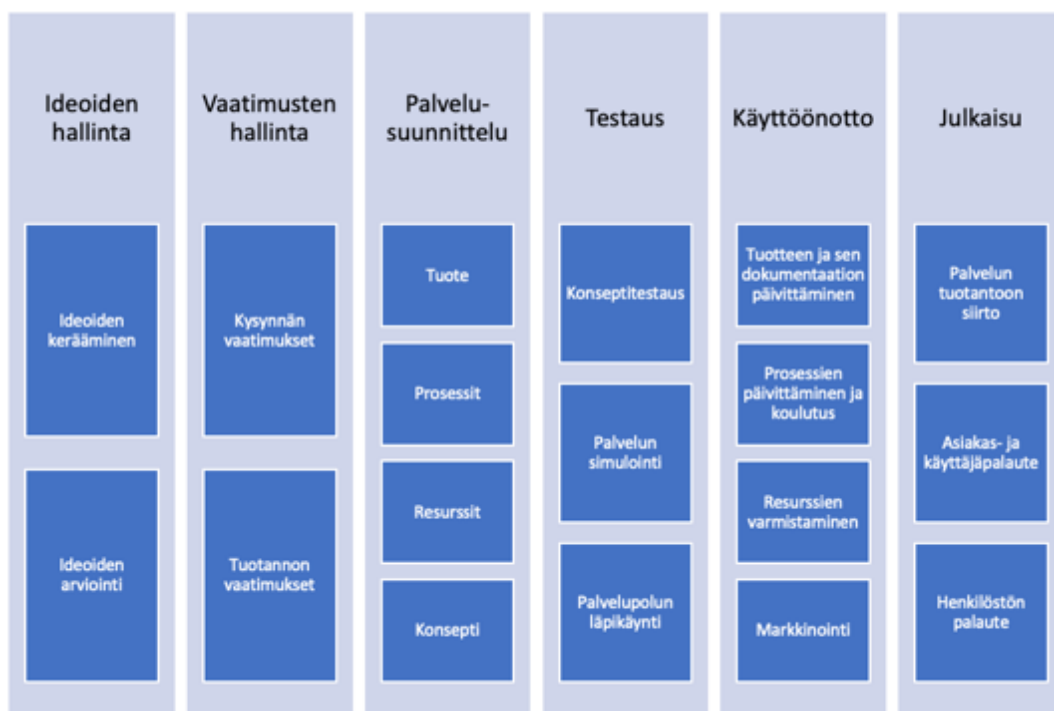 Ideoiden
hallinta
Ideoiden
kerääminen
Ideoiden
arviointi
Vaatimusten
hallinta
Kysynnän
vaatimukset
Tuotannon
vaatimukset
Palvelu-
suunnittelu
Tuote
Prosessit
Resurssit
Konsepti
Testaus
Konseptitestaus
Palvelun
simulointi
Palvelupolun
läpikäynti
Käyttöönotto
Tuotteen ja sen
dokumentaation
päivittäminen
Prosessien
päivittäminen ja
koulutus
Resurssien
varmistaminen
Markkinointi
Julkaisu
Palvelun
tuotantoon
siirto
Asiakas- ja
käyttäjäpalaute
Henkilöstön
palaute